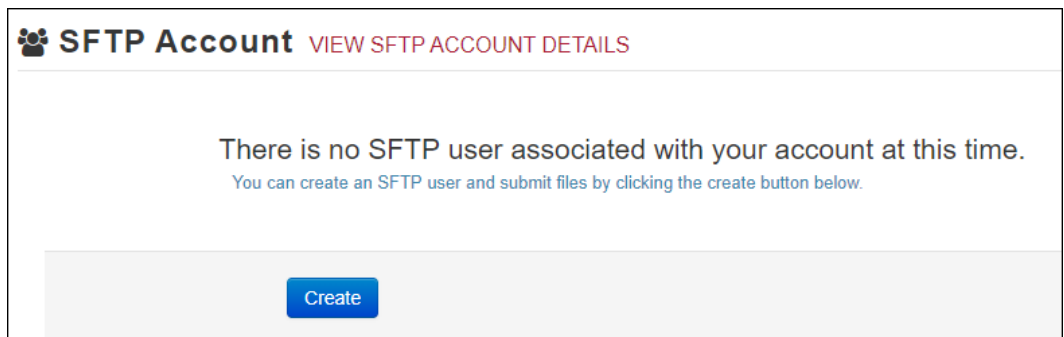 SFTP Account VIEW SFTP ACCOUNT DETAILS
There is no SFTP user associated with your account at this time.
You can create an SFTP user and submit files by clicking the create button below.
Create